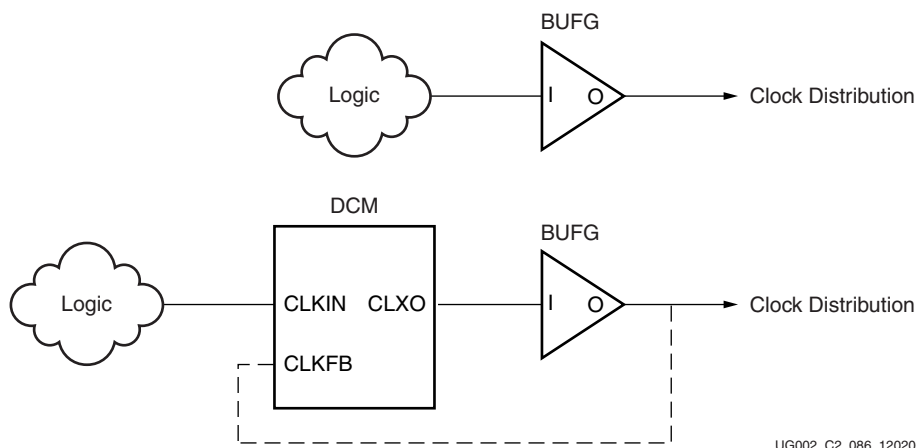 BUFG
Logic
I O
Clock Distribution
DCM
BUFG
Logic
CLKIN CLXO
I O
Clock Distribution
CLKFB
UG002_C2_086_12020